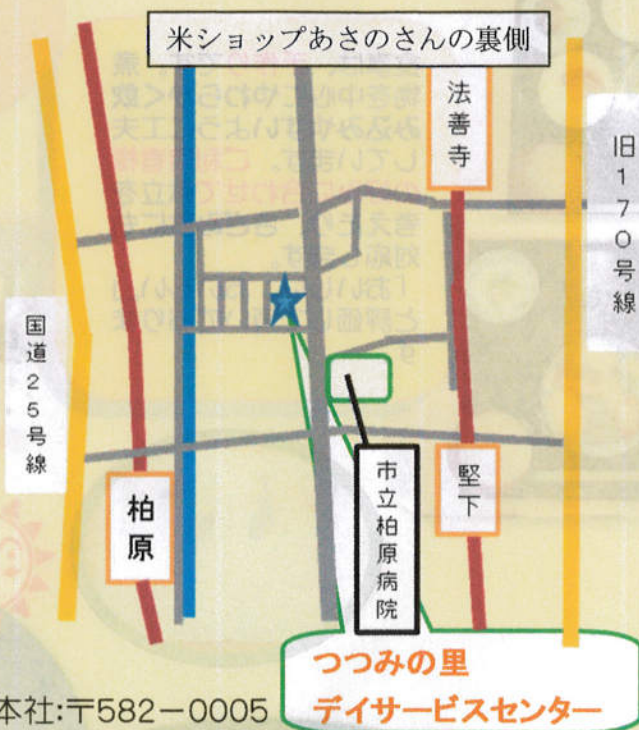 米ショップあさのさんの裏側
法善寺
旧170号線
国道25号線
柏原
市立柏原病院
堅下
つつみの里
デイサービスセンター
本社:〒582-0005